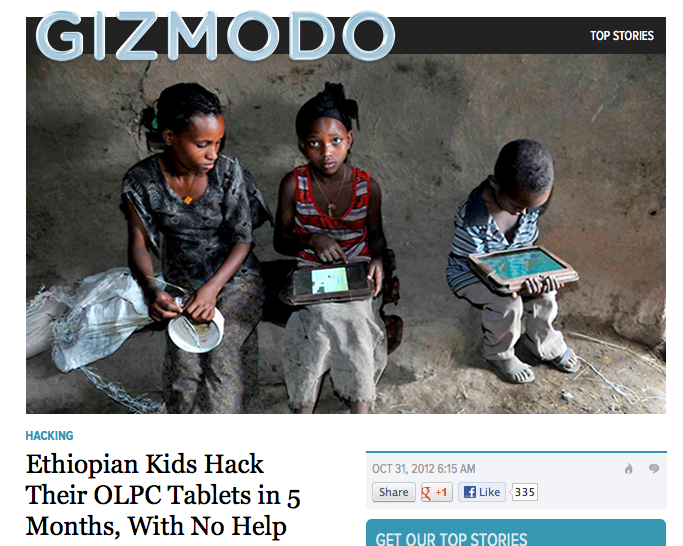 GIZMODO
TOP STORIES
HACKING
Ethiopian Kids Hack
Their OLPC Tablets in 5
Months, With No Help
OCT 31, 2012 6:15 AM
Share
g +1
f Like
335
GET OUR TOP STORIES